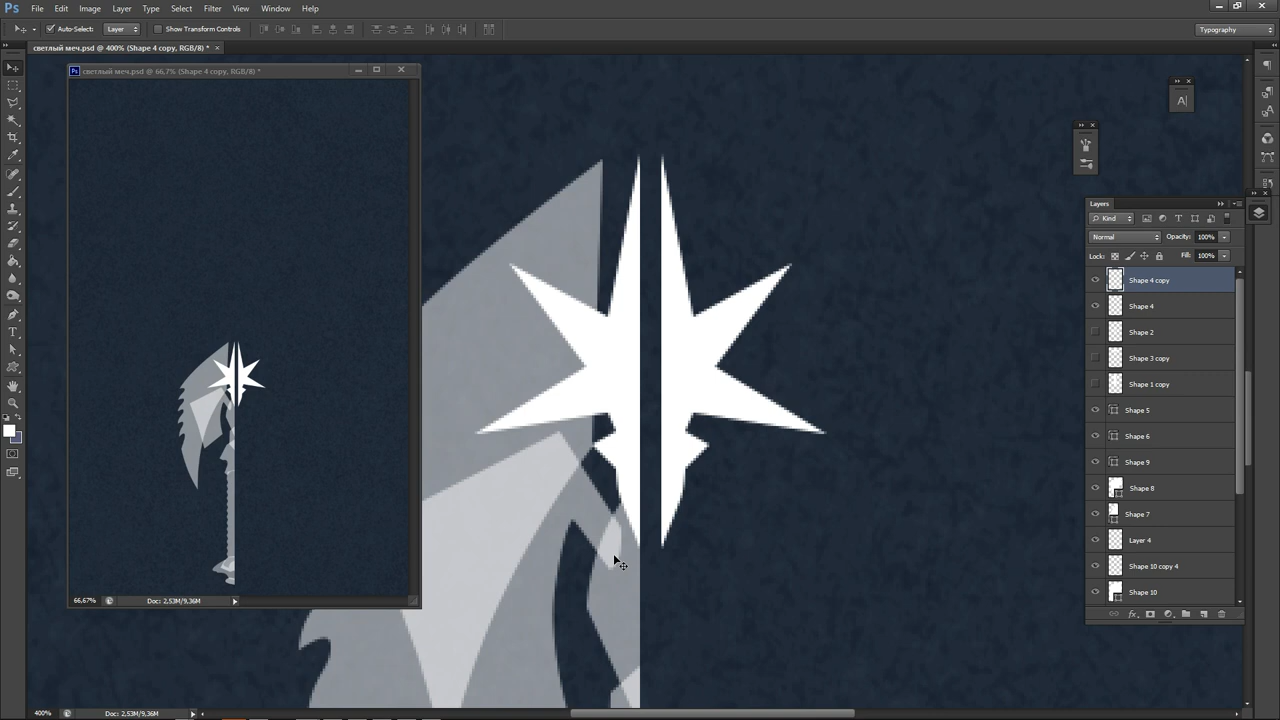 Ps File Edit Image Layer Type Select Filter View Window Help
Auto-Select: Layer Show Transform Controls Typography
светлый меч.psd @ 400% (Shape 4 copy, RGB/8) * ×
Ps светлый меч.psd @ 66,7% (Shape 4 copy, RGB/8) *
A
Layers
Kind
Normal Opacity: 100%
Lock: Fill: 100%
Shape 4 copy
Shape 4
Shape 2
Shape 3 copy
Shape 1 copy
Shape 5
Shape 6
Shape 9
Shape 8
Shape 7
Layer 4
Shape 10 copy 4
Shape 10
fx
66,67% Doc: 2,53M/9,36M
400% Doc: 2,53M/9,36M